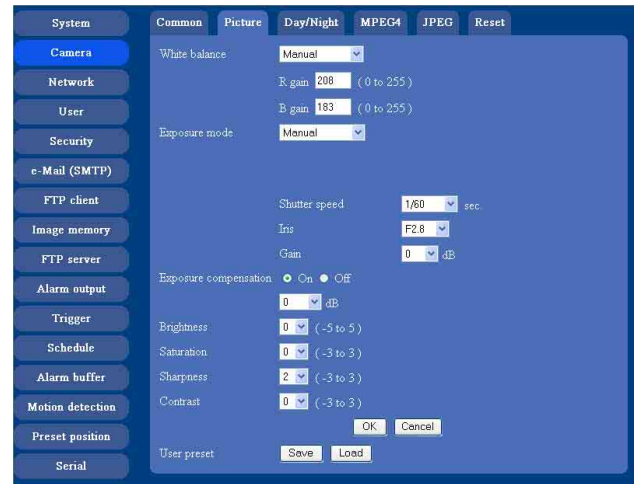 System
Camera
Network
User
Security
e-Mail (SMTP)
FTP client
Image memory
FTP server
Alarm output
Trigger
Schedule
Alarm buffer
Motion detection
Preset position
Serial
Common Picture Day/Night MPEG4 JPEG Reset
White balance Manual
R gain 208 ( 0 to 255 )
B gain 183 ( 0 to 255 )
Exposure mode Manual
Shutter speed 1/60 sec.
Iris F2.8
Gain 0 dB
Exposure compensation On Off
0 dB
Brightness 0 ( -5 to 5 )
Saturation 0 ( -3 to 3 )
Sharpness 2 ( -3 to 3 )
Contrast 0 ( -3 to 3 )
OK Cancel
User preset Save Load